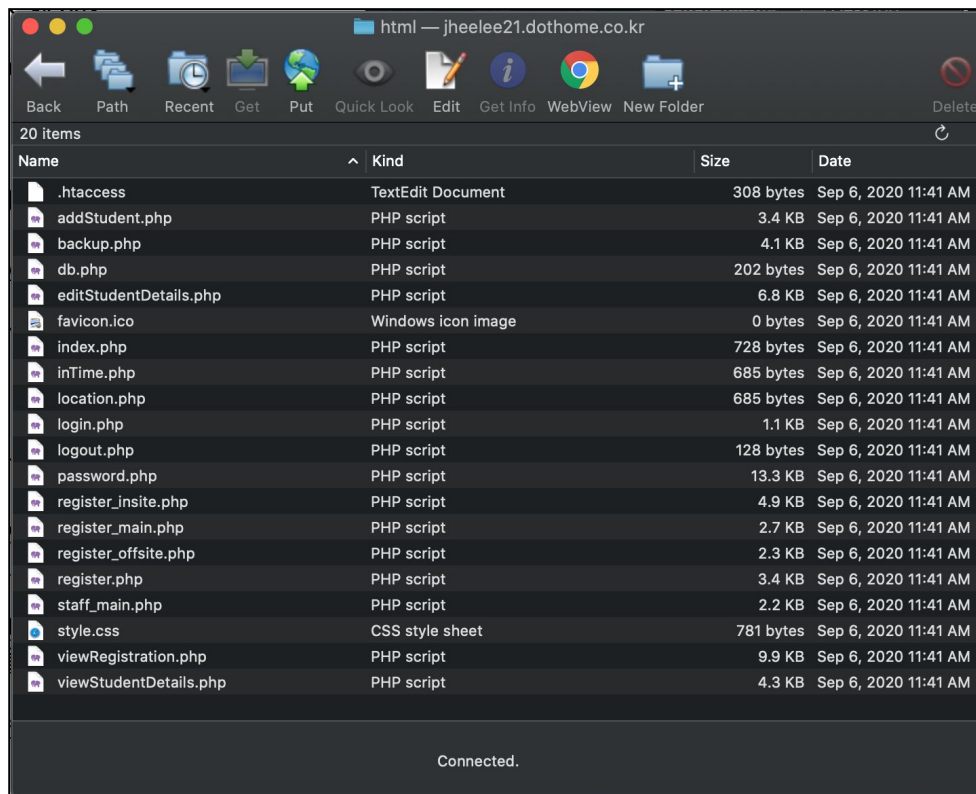 html — jheelee21.dothome.co.kr
Back Path Recent Get Put Quick Look Edit Get Info WebView New Folder Delete
20 items
Name Kind Size Date
.htaccess TextEdit Document 308 bytes Sep 6, 2020 11:41 AM
addStudent.php PHP script 3.4 KB Sep 6, 2020 11:41 AM
backup.php PHP script 4.1 KB Sep 6, 2020 11:41 AM
db.php PHP script 202 bytes Sep 6, 2020 11:41 AM
editStudentDetails.php PHP script 6.8 KB Sep 6, 2020 11:41 AM
favicon.ico Windows icon image 0 bytes Sep 6, 2020 11:41 AM
index.php PHP script 728 bytes Sep 6, 2020 11:41 AM
inTime.php PHP script 685 bytes Sep 6, 2020 11:41 AM
location.php PHP script 685 bytes Sep 6, 2020 11:41 AM
login.php PHP script 1.1 KB Sep 6, 2020 11:41 AM
logout.php PHP script 128 bytes Sep 6, 2020 11:41 AM
password.php PHP script 13.3 KB Sep 6, 2020 11:41 AM
register_insite.php PHP script 4.9 KB Sep 6, 2020 11:41 AM
register_main.php PHP script 2.7 KB Sep 6, 2020 11:41 AM
register_offsite.php PHP script 2.3 KB Sep 6, 2020 11:41 AM
register.php PHP script 3.4 KB Sep 6, 2020 11:41 AM
staff_main.php PHP script 2.2 KB Sep 6, 2020 11:41 AM
style.css CSS style sheet 781 bytes Sep 6, 2020 11:41 AM
viewRegistration.php PHP script 9.9 KB Sep 6, 2020 11:41 AM
viewStudentDetails.php PHP script 4.3 KB Sep 6, 2020 11:41 AM
Connected.